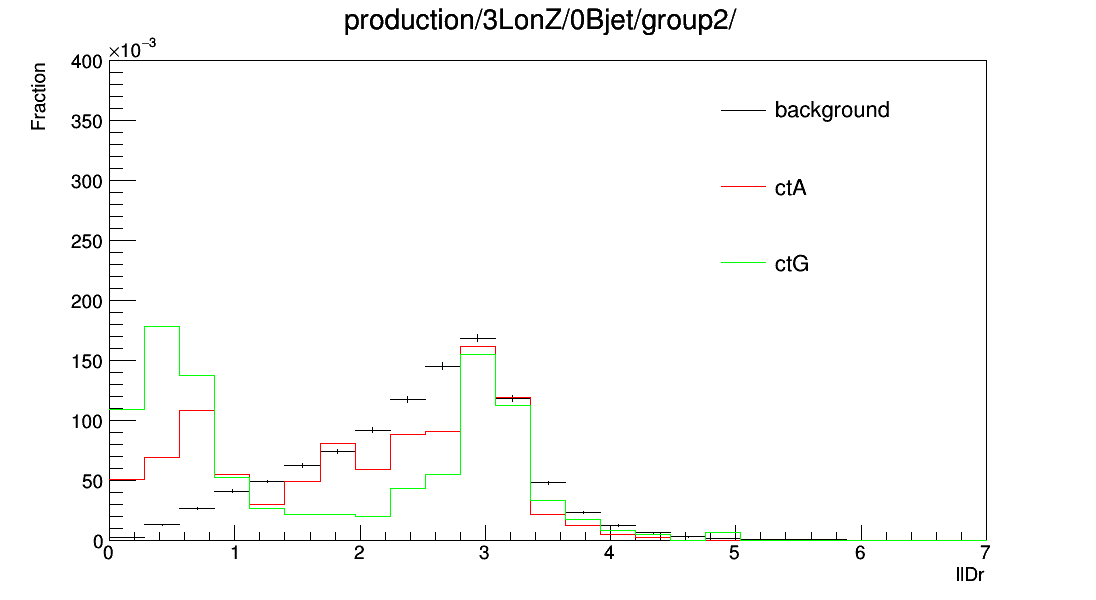 production/3LonZ/0Bjet/group2/
×10⁻³
400
350
300
250
200
150
100
50
0
Fraction
background
ctA
ctG
0 1 2 3 4 5 6 7
llDr